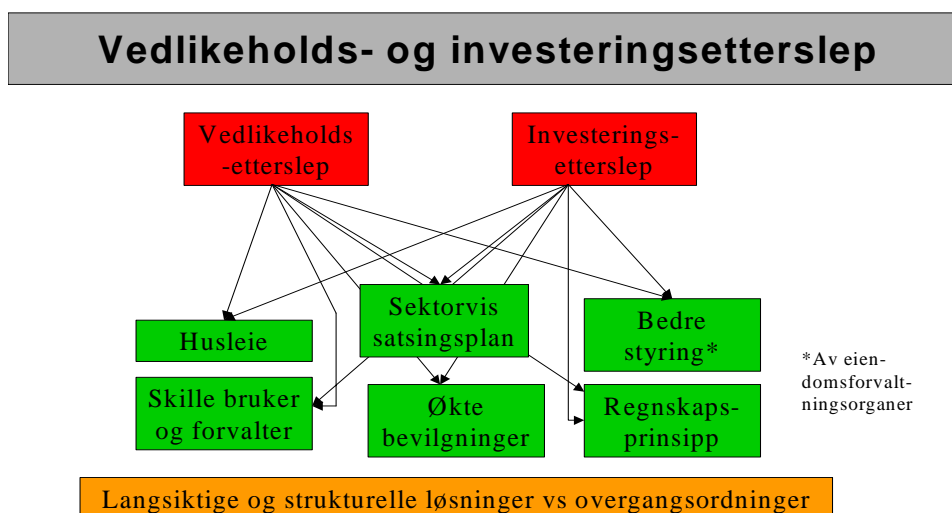 Vedlikeholds- og investeringsetterslep
Vedlikeholds
-etterslep
Investerings-
etterslep
Sektorvis
satsingsplan
Husleie
Bedre
styring*
*Av eien-
domsforvalt-
ningsorganer
Skille bruker
og forvalter
Økte
bevilgninger
Regnskaps-
prinsipp
Langsiktige og strukturelle løsninger vs overgangsordninger